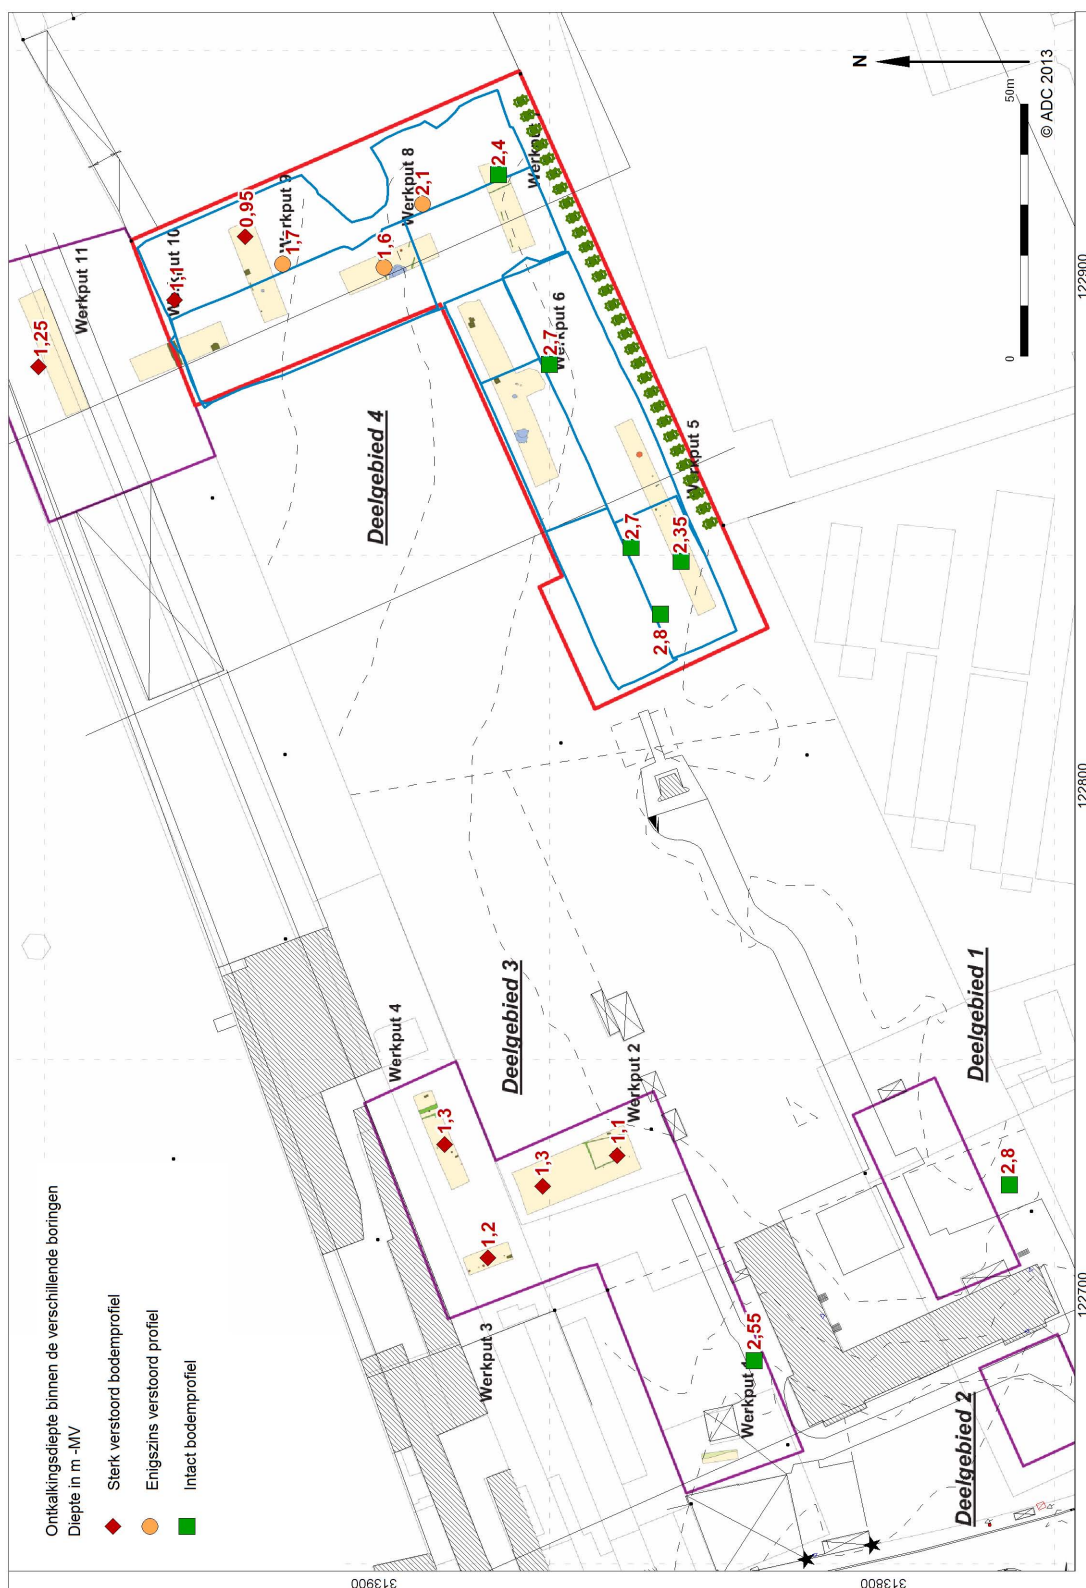 Ontkalkingsdiepte binnen de verschillende boringen
Diepte in m -MV
Sterk verstoord bodemprofiel
Enigszins verstoord profiel
Intact bodemprofiel
Werkput 11
1,25
Werkput 10
1,1
0,95
Werkput 9
1,7
Werkput 8
1,6
2,1
2,4
Werkput 6
2,7
Werkput 5
2,7
2,35
2,8
Deelgebied 4
Deelgebied 3
Werkput 4
1,3
Werkput 2
1,3
1,1
1,2
Werkput 3
2,55
Deelgebied 1
2,8
Deelgebied 2
N
0
50m
© ADC 2013
122700
122800
122900
313900
313800